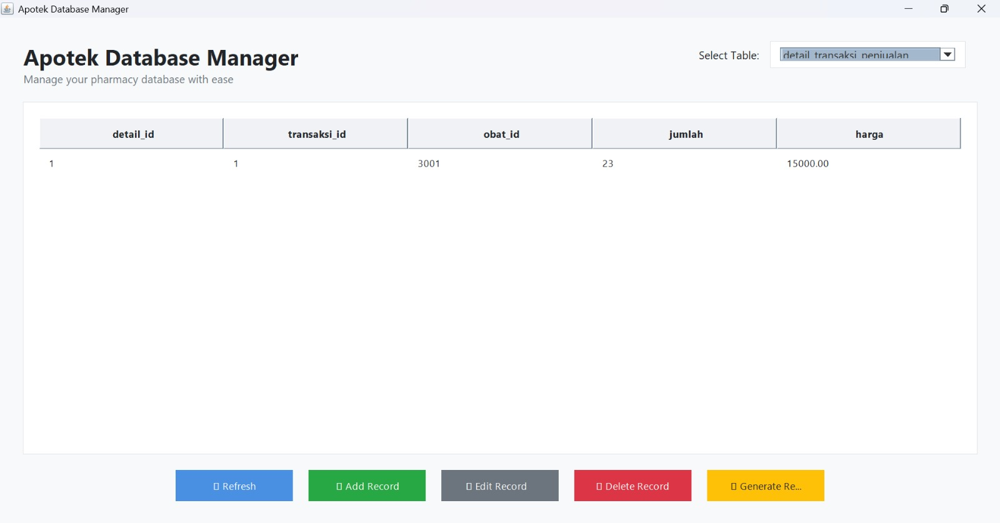 Apotek Database Manager
Apotek Database Manager
Manage your pharmacy database with ease
Select Table: detail_transaksi_penjualan
detail_id transaksi_id obat_id jumlah harga
1 1 3001 23 15000.00
Refresh Add Record Edit Record Delete Record Generate Re...